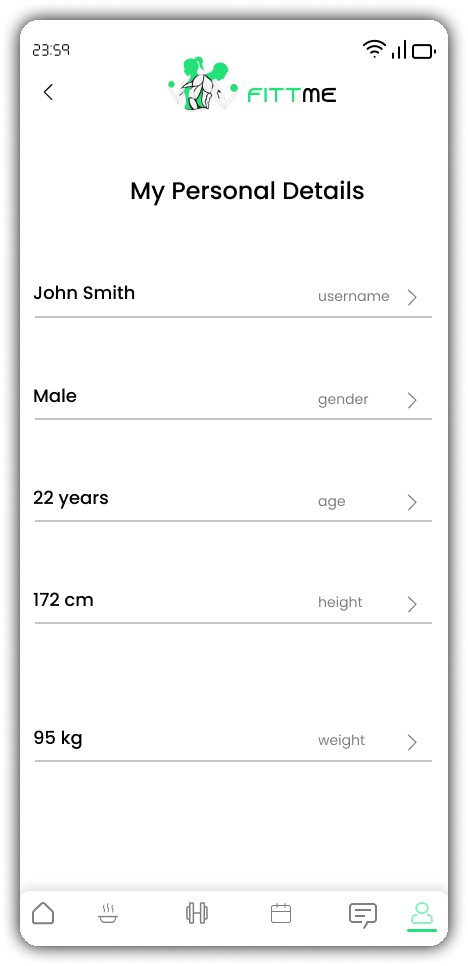 23:59
FITTME
My Personal Details
John Smith username
Male gender
22 years age
172 cm height
95 kg weight